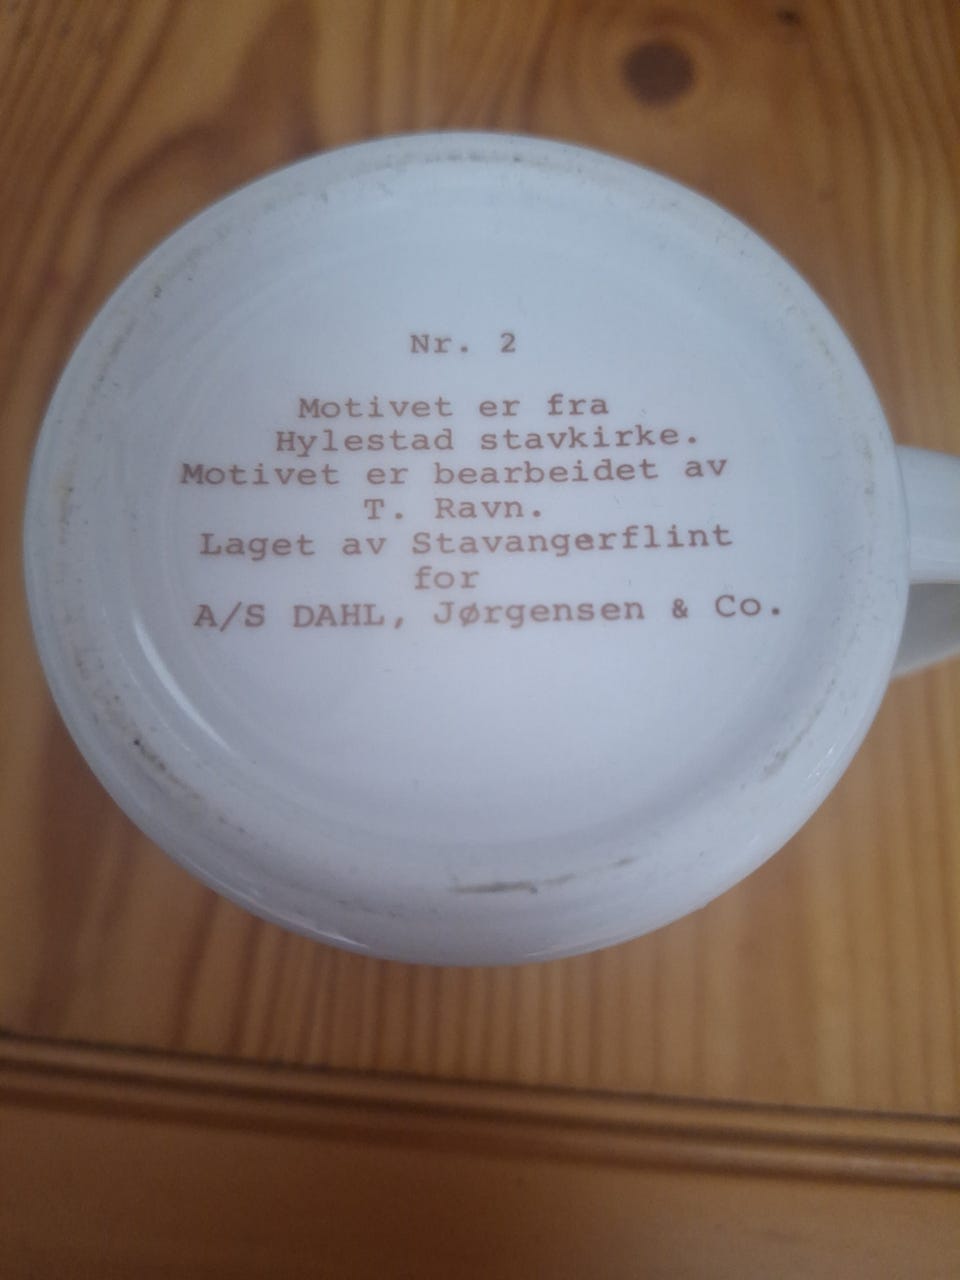 Nr. 2
Motivet er fra
Hylestad stavkirke.
Motivet er bearbeidet av
T. Ravn.
Laget av Stavangerflint
for
A/S DAHL, Jørgensen & Co.